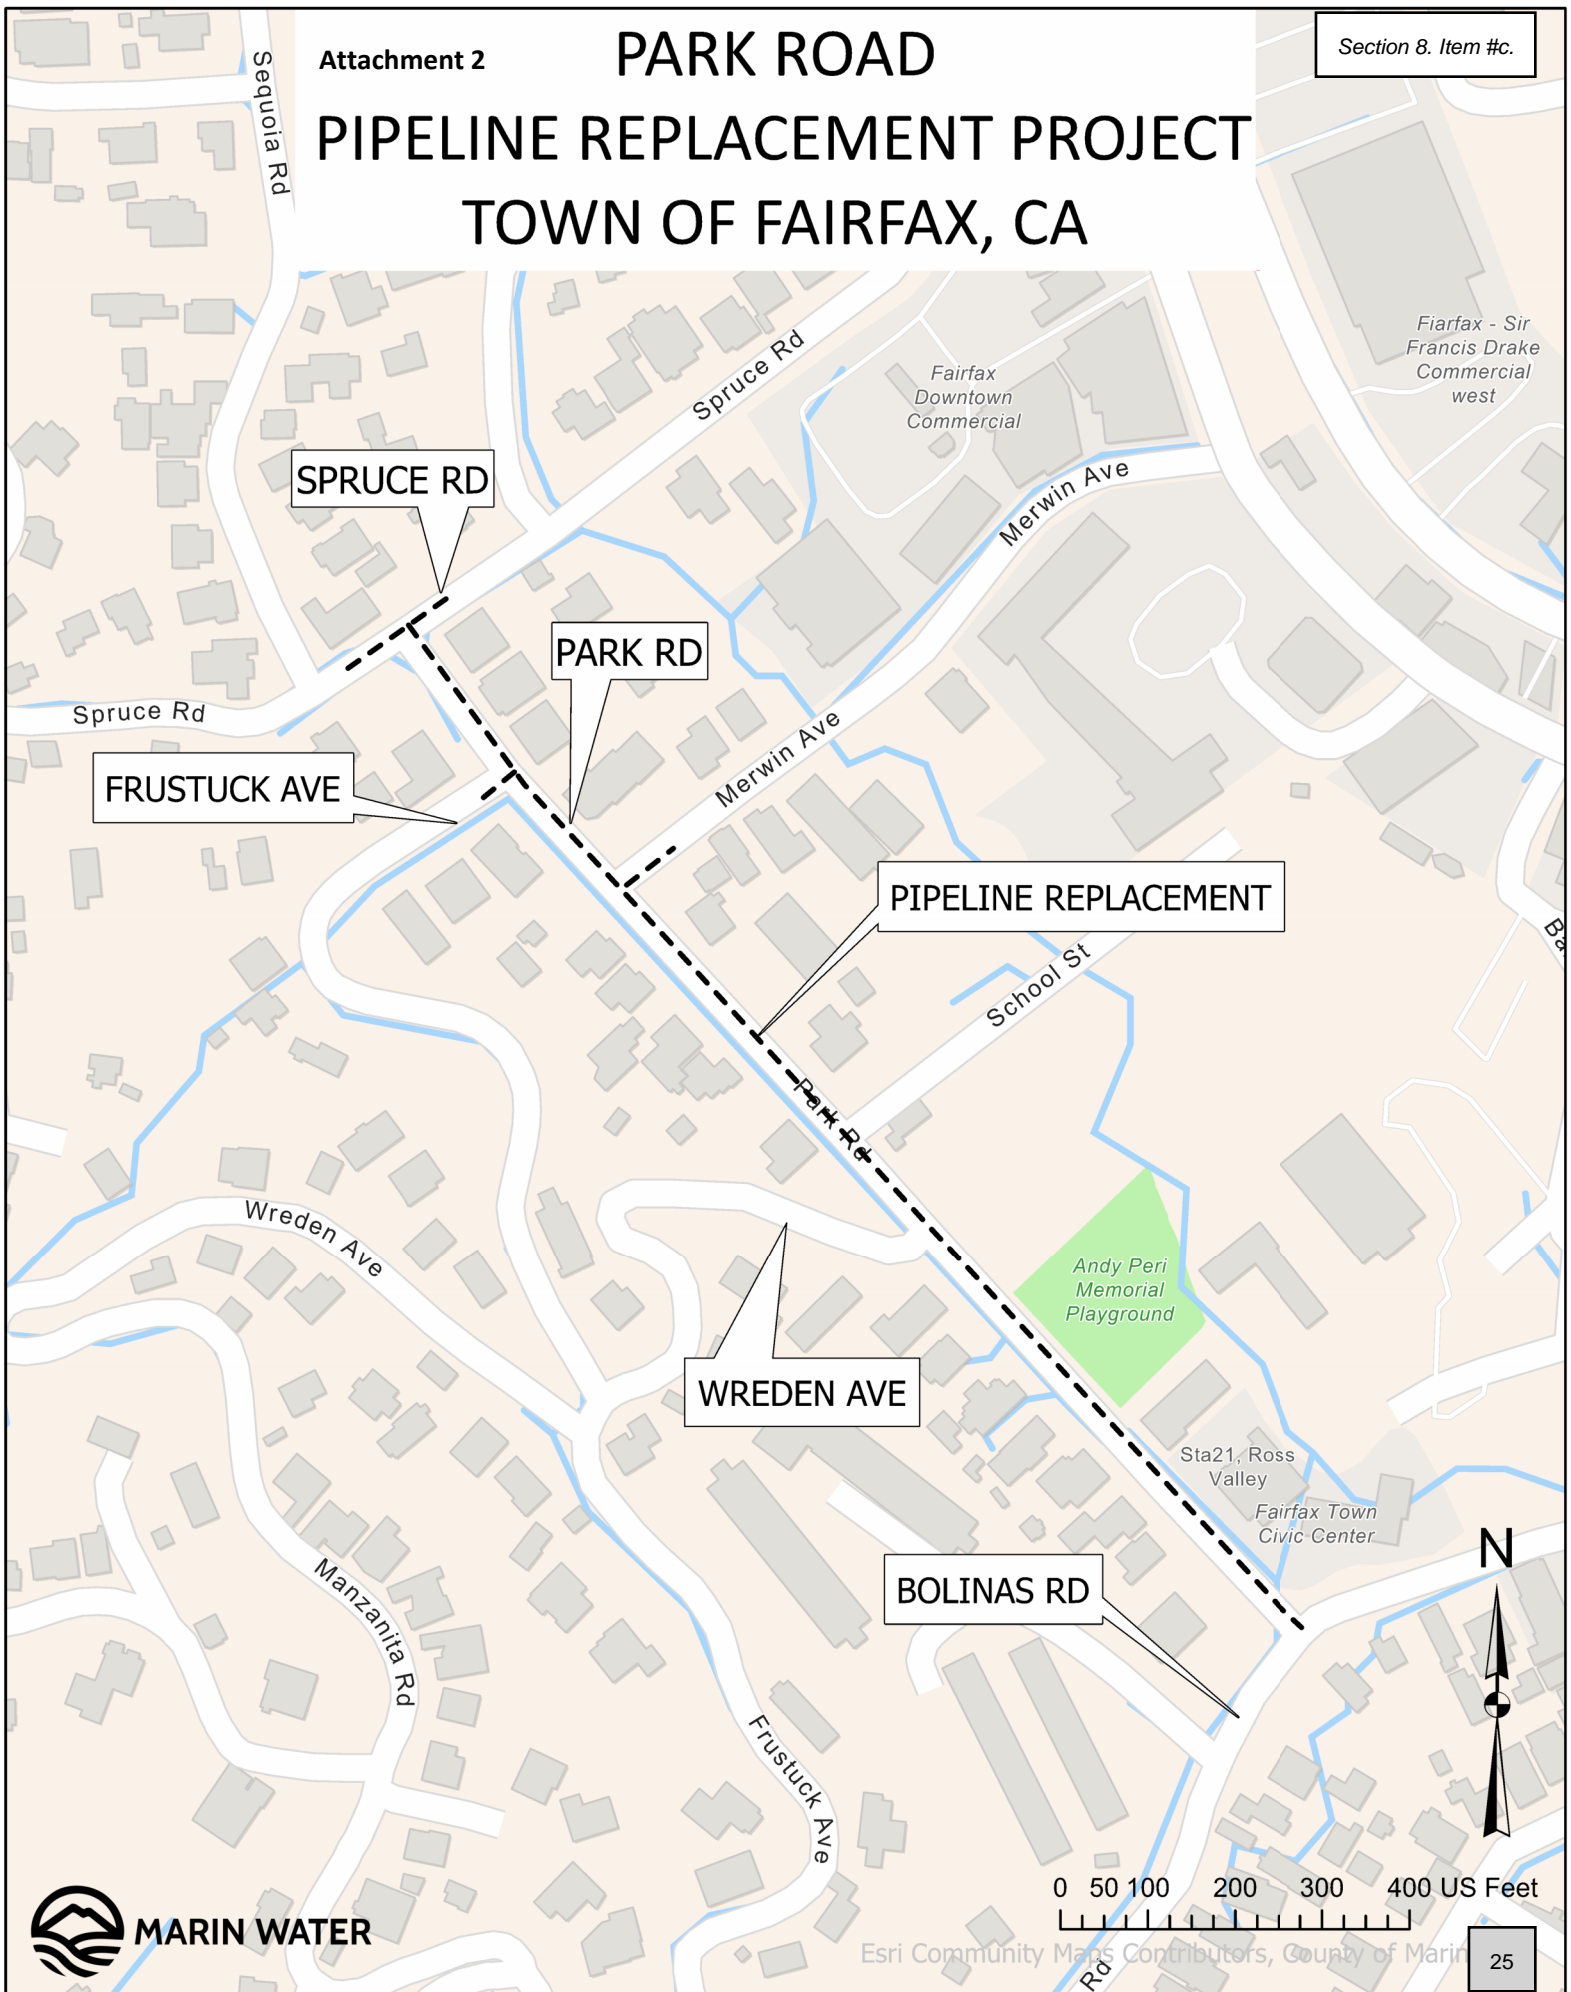 Attachment 2
PARK ROAD
PIPELINE REPLACEMENT PROJECT
TOWN OF FAIRFAX, CA
Section 8. Item #c.
Sequoia Rd
Fiarfax - Sir
Francis Drake
Commercial
west
Fairfax
Downtown
Commercial
Spruce Rd
SPRUCE RD
Merwin Ave
PARK RD
Spruce Rd
Merwin Ave
FRUSTUCK AVE
PIPELINE REPLACEMENT
School St
Ba
Park Rd
Wreden Ave
Andy Peri
Memorial
Playground
WREDEN AVE
Sta21, Ross
Valley
Fairfax Town
Civic Center
N
BOLINAS RD
Manzanita Rd
Frustuck Ave
0 50 100 200 300 400 US Feet
MARIN WATER
Esri Community Maps Contributors, County of Marin
Rd
25